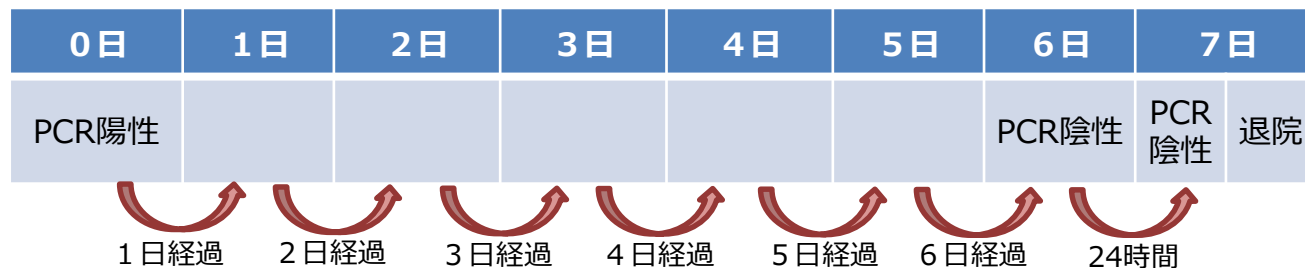 0日 1日 2日 3日 4日 5日 6日 7日
PCR陽性 PCR陰性 PCR陰性 退院
1日経過 2日経過 3日経過 4日経過 5日経過 6日経過 24時間